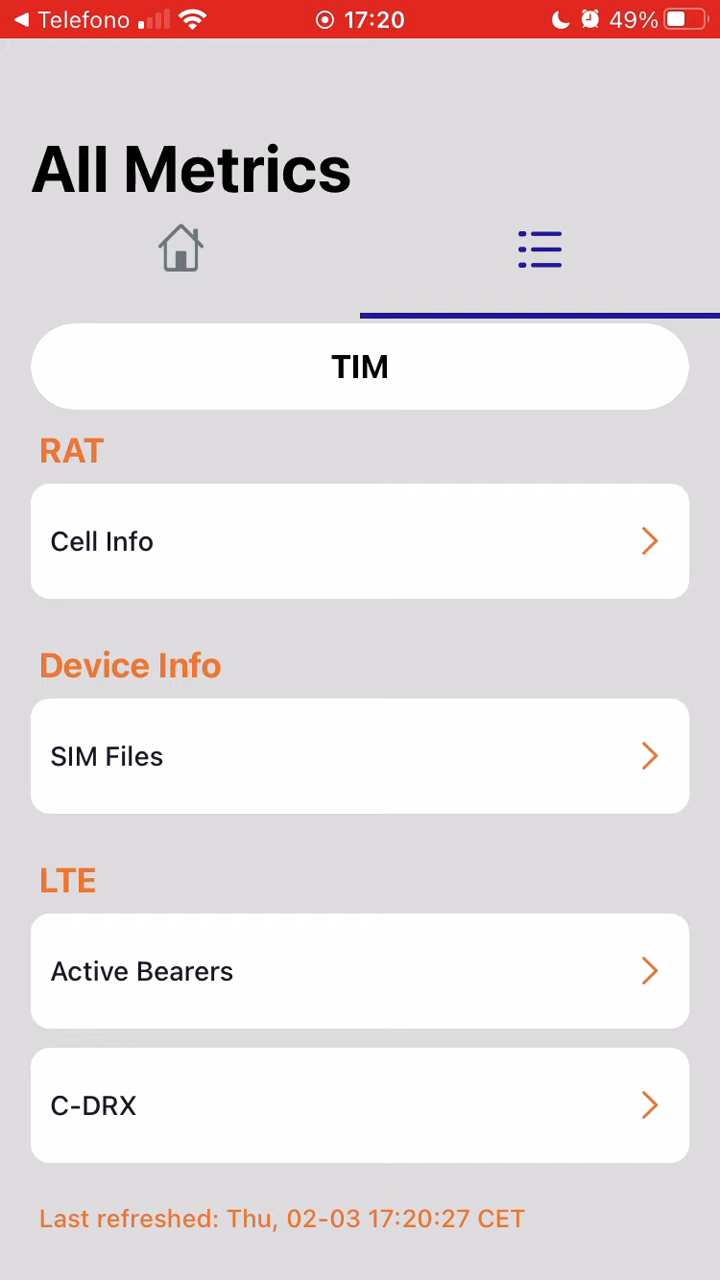 Telefono 17:20 49%
All Metrics
TIM
RAT
Cell Info
Device Info
SIM Files
LTE
Active Bearers
C-DRX
Last refreshed: Thu, 02-03 17:20:27 CET